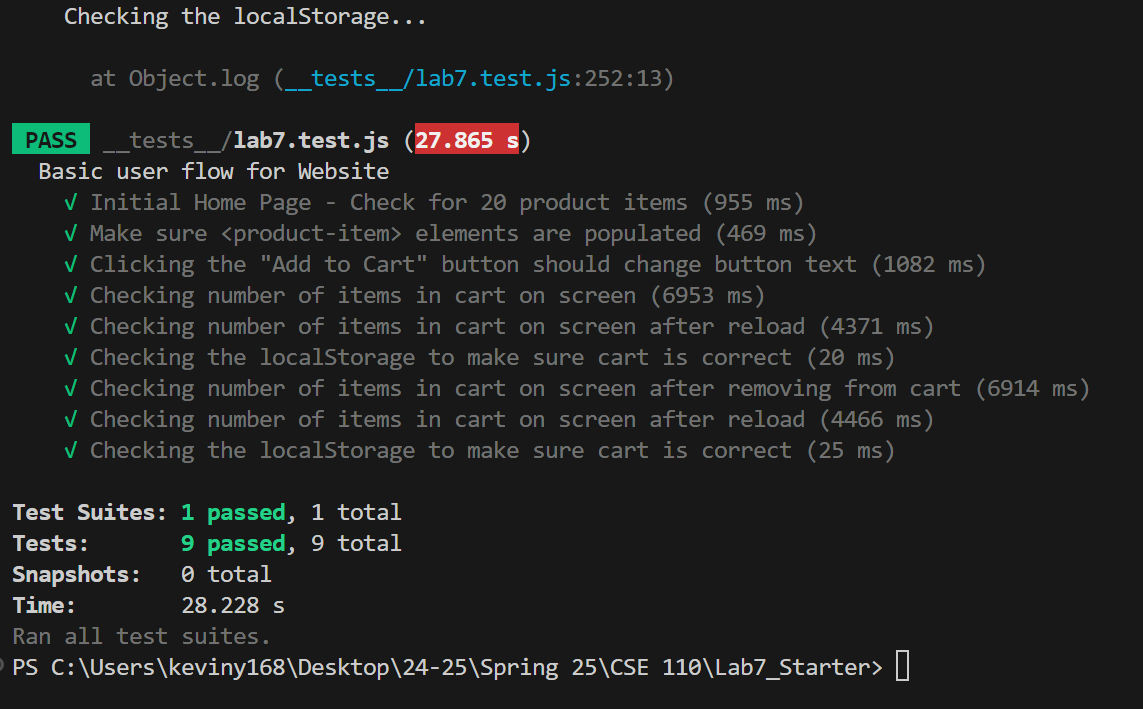 Checking the localStorage...
at Object.log (__tests__/lab7.test.js:252:13)
PASS __tests__/lab7.test.js (27.865 s)
Basic user flow for Website
√ Initial Home Page - Check for 20 product items (955 ms)
√ Make sure <product-item> elements are populated (469 ms)
√ Clicking the "Add to Cart" button should change button text (1082 ms)
√ Checking number of items in cart on screen (6953 ms)
√ Checking number of items in cart on screen after reload (4371 ms)
√ Checking the localStorage to make sure cart is correct (20 ms)
√ Checking number of items in cart on screen after removing from cart (6914 ms)
√ Checking number of items in cart on screen after reload (4466 ms)
√ Checking the localStorage to make sure cart is correct (25 ms)
Test Suites: 1 passed, 1 total
Tests: 9 passed, 9 total
Snapshots: 0 total
Time: 28.228 s
Ran all test suites.
PS C:\Users\keviny168\Desktop\24-25\Spring 25\CSE 110\Lab7_Starter>